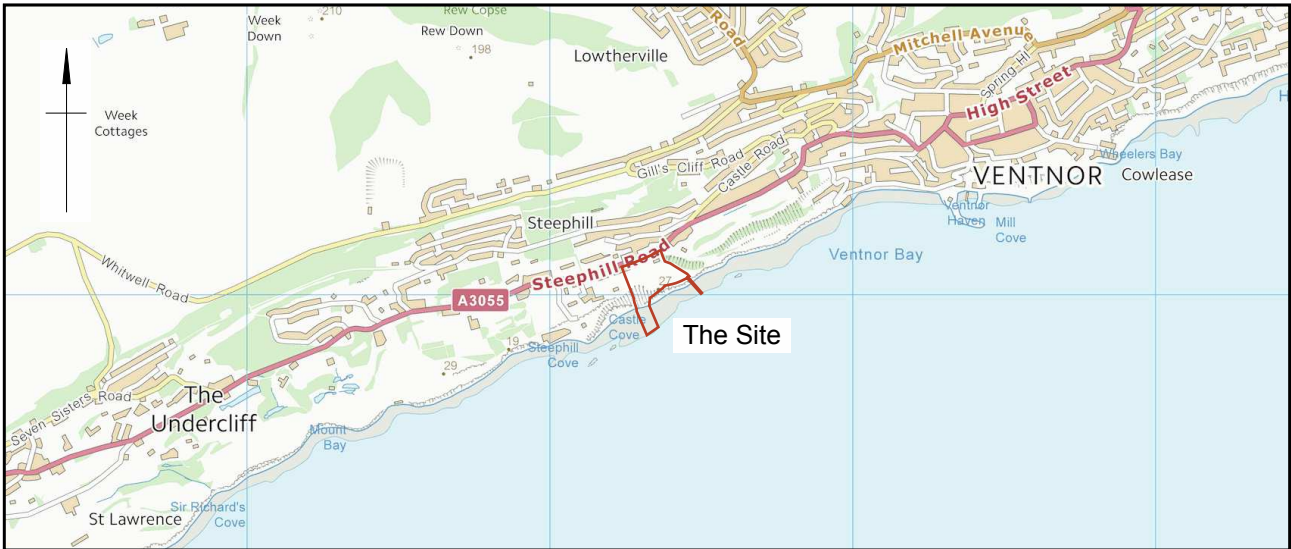 Week
Down
210
Rew Copse
Rew Down
198
Lowtherville
Road
Mitchell Avenue
Spring Hl
High Street
Week
Cottages
Gill's Cliff Road
Castle Road
Wheelers Bay
VENTNOR
Cowlease
Ventnor
Haven
Mill
Cove
Steephill
Whitwell Road
Steephill Road
Ventnor Bay
27
A3055
Castle
Cove
The Site
19
Steephill
Cove
29
Seven Sisters Road
The
Undercliff
Mount
Bay
Sir Richard's
Cove
St Lawrence
H